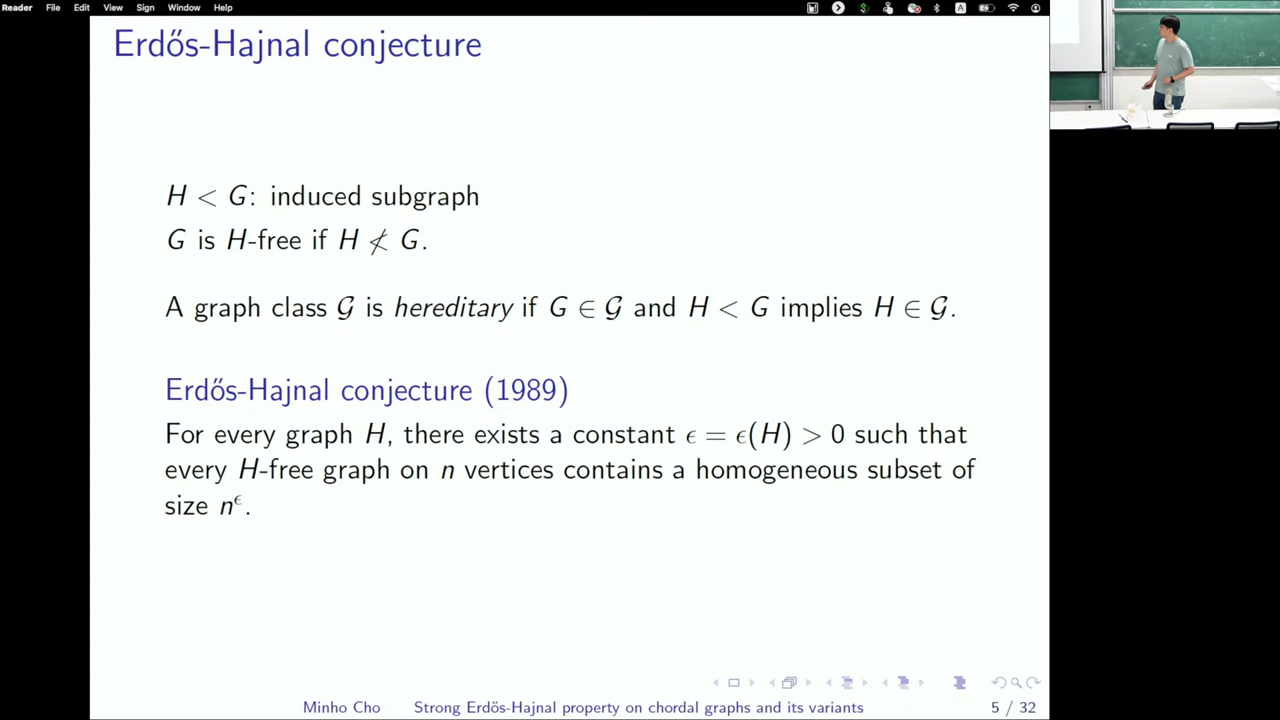 Reader File Edit View Sign Window Help
Erdős-Hajnal conjecture
H < G: induced subgraph
G is H-free if H ≮ G.
A graph class 𝒢 is hereditary if G ∈ 𝒢 and H < G implies H ∈ 𝒢.
Erdős-Hajnal conjecture (1989)
For every graph H, there exists a constant ϵ = ϵ(H) > 0 such that
every H-free graph on n vertices contains a homogeneous subset of
size n^ϵ.
Minho Cho Strong Erdős-Hajnal property on chordal graphs and its variants 5 / 32